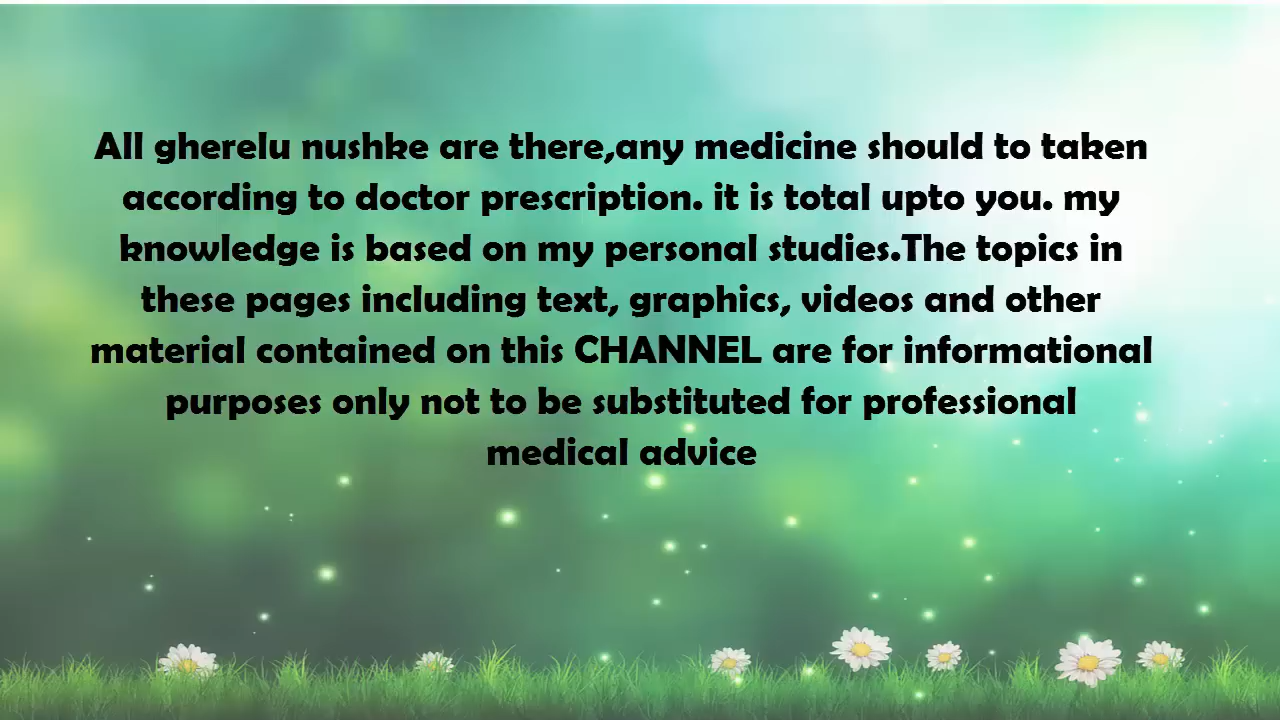 All gherelu nushke are there,any medicine should to taken
according to doctor prescription. it is total upto you. my
knowledge is based on my personal studies.The topics in
these pages including text, graphics, videos and other
material contained on this CHANNEL are for informational
purposes only not to be substituted for professional
medical advice